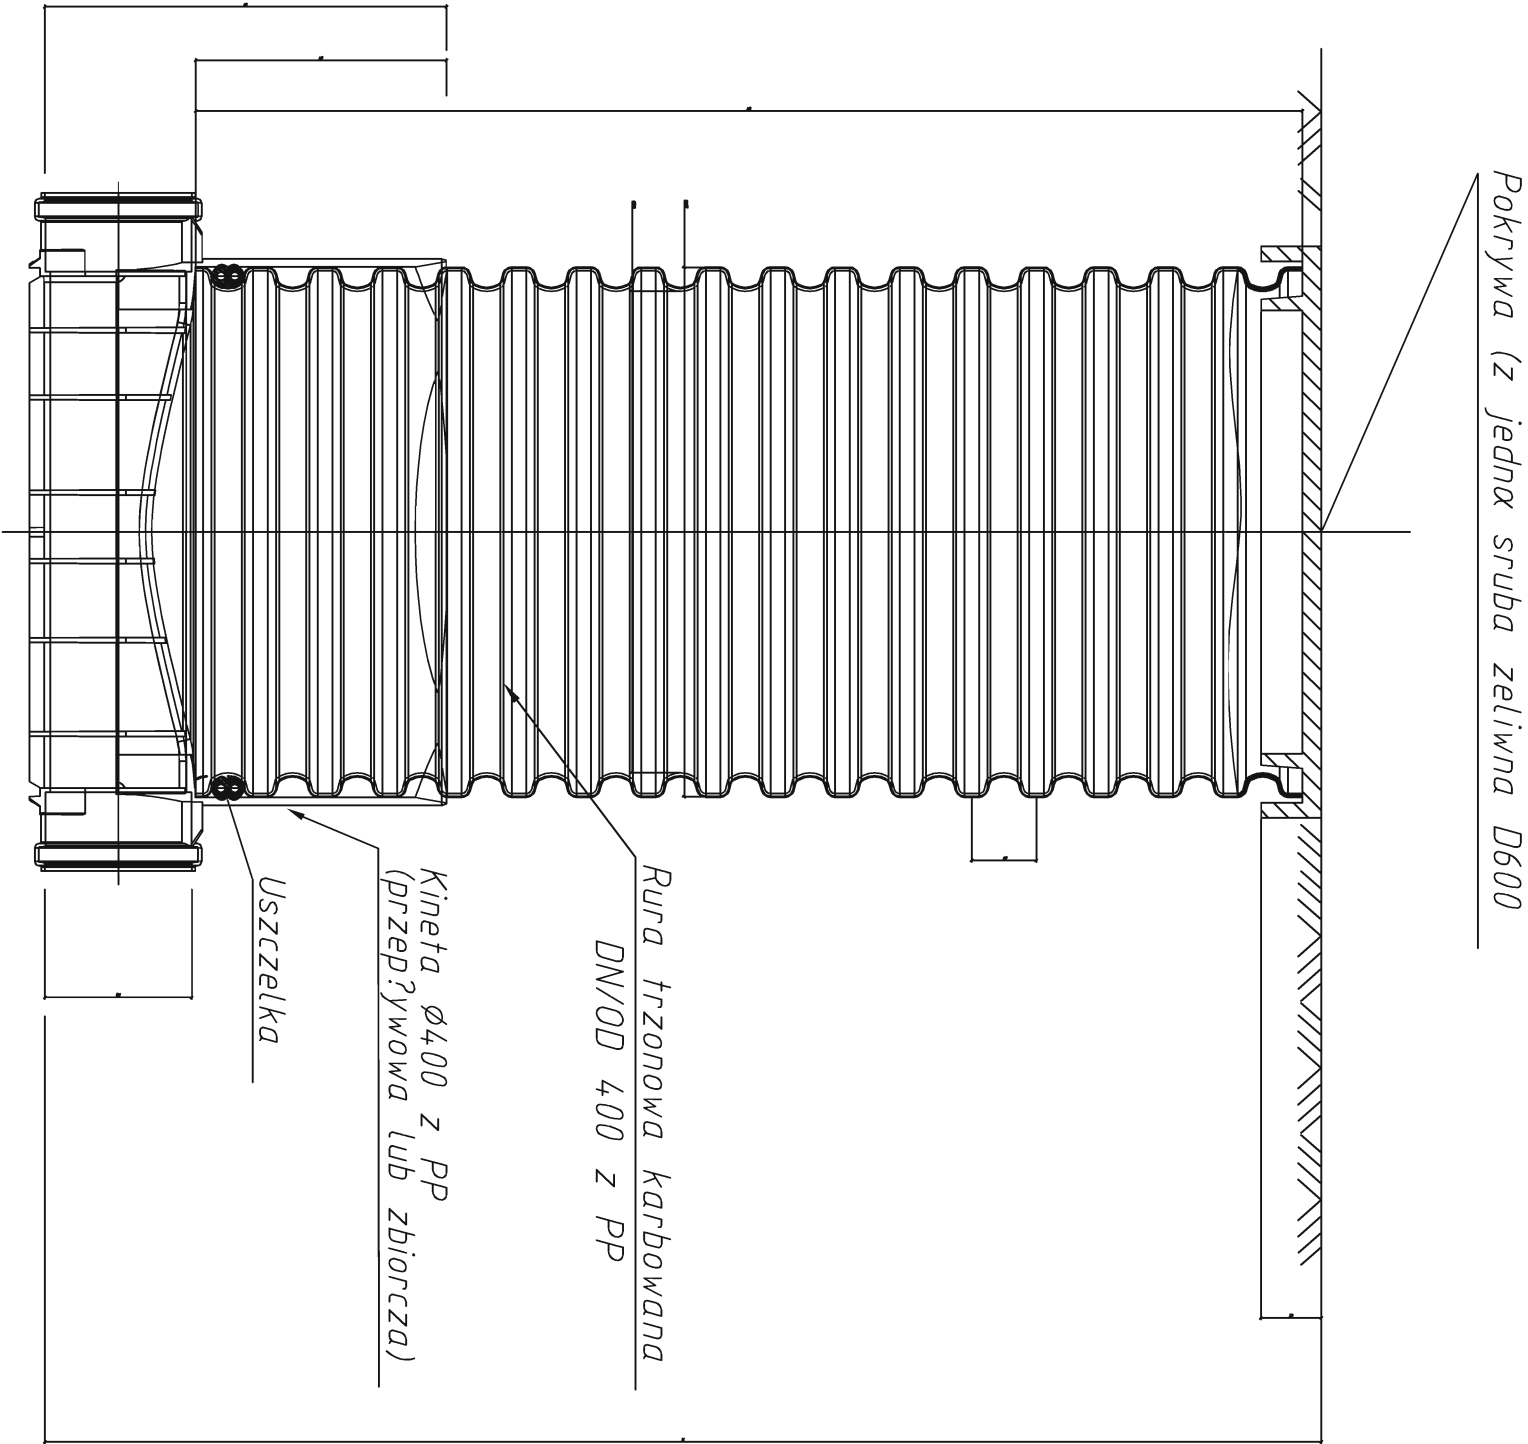 Pokrywa (z jedną sruba zeliwna D600
Rura trzonowa karbowana
DN/OD 400 z PP
Kineta Ø400 z PP
(przep?ywowa lub zbiorcza)
Uszczelka